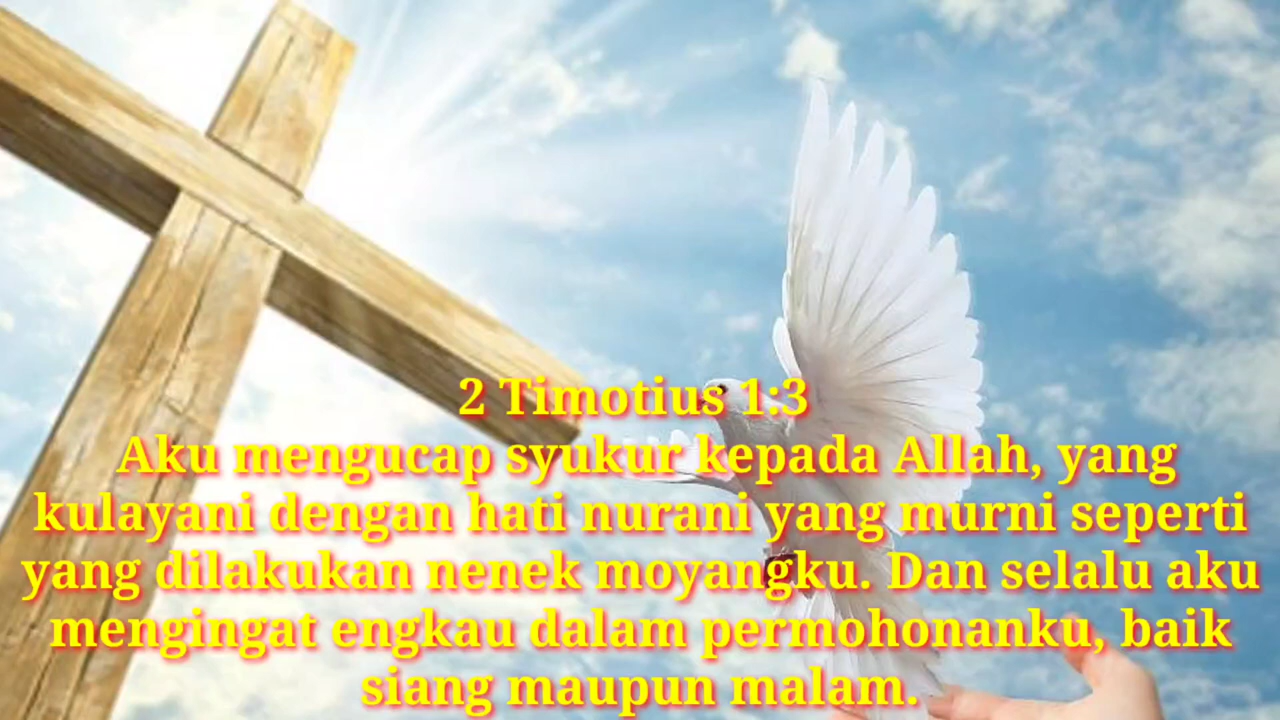 2 Timotius 1:3
Aku mengucap syukur kepada Allah, yang
kulayani dengan hati nurani yang murni seperti
yang dilakukan nenek moyangku. Dan selalu aku
mengingat engkau dalam permohonanku, baik
siang maupun malam.